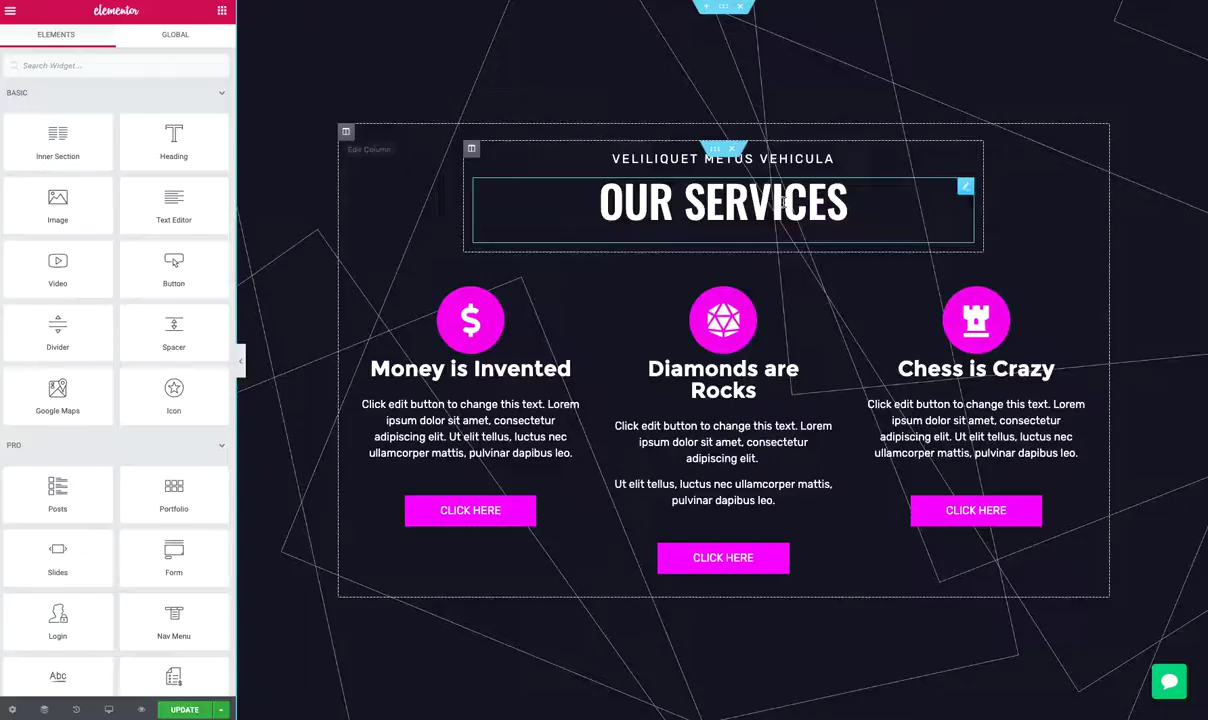 elementor
ELEMENTS
GLOBAL
Search Widget...
BASIC
Inner Section
Heading
Image
Text Editor
Video
Button
Divider
Spacer
Google Maps
Icon
PRO
Posts
Portfolio
Slides
Form
Login
Nav Menu
Abc
UPDATE
Edit Column
VELILIQUET METUS VEHICULA
OUR SERVICES
Money is Invented
Click edit button to change this text. Lorem
ipsum dolor sit amet, consectetur
adipiscing elit. Ut elit tellus, luctus nec
ullamcorper mattis, pulvinar dapibus leo.
CLICK HERE
Diamonds are
Rocks
Click edit button to change this text. Lorem
ipsum dolor sit amet, consectetur
adipiscing elit.
Ut elit tellus, luctus nec ullamcorper mattis,
pulvinar dapibus leo.
CLICK HERE
Chess is Crazy
Click edit button to change this text. Lorem
ipsum dolor sit amet, consectetur
adipiscing elit. Ut elit tellus, luctus nec
ullamcorper mattis, pulvinar dapibus leo.
CLICK HERE